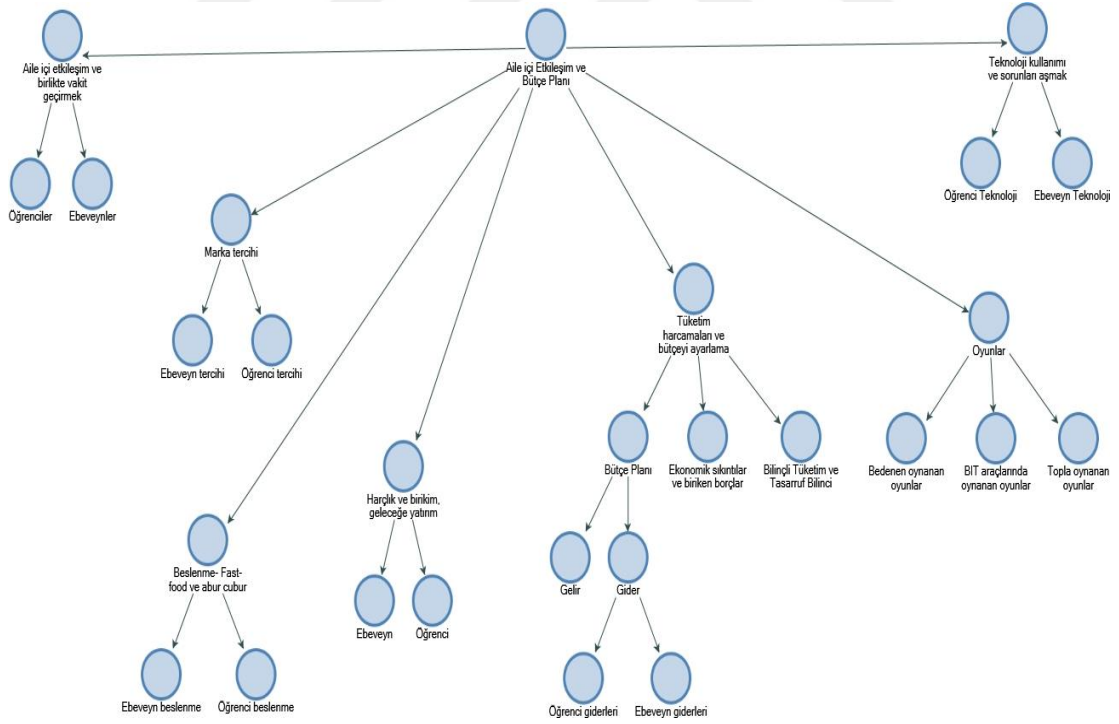 Aile içi etkileşim ve
birlikte vakit
geçirmek
Aile içi Etkileşim ve
Bütçe Planı
Teknoloji kullanımı
ve sorunları aşmak
Öğrenciler
Ebeveynler
Öğrenci Teknoloji
Ebeveyn Teknoloji
Marka tercihi
Ebeveyn tercihi
Öğrenci tercihi
Tüketim
harcamaları ve
bütçeyi ayarlama
Oyunlar
Bütçe Planı
Ekonomik sıkıntılar
ve biriken borçlar
Bilinçli Tüketim ve
Tasarruf Bilinci
Bedenen oynanan
oyunlar
BIT araçlarında
oynanan oyunlar
Topla oynanan
oyunlar
Harçlık ve birikim,
geleceğe yatırım
Beslenme- Fast-
food ve abur cubur
Gelir
Gider
Ebeveyn
Öğrenci
Ebeveyn beslenme
Öğrenci beslenme
Öğrenci giderleri
Ebeveyn giderleri